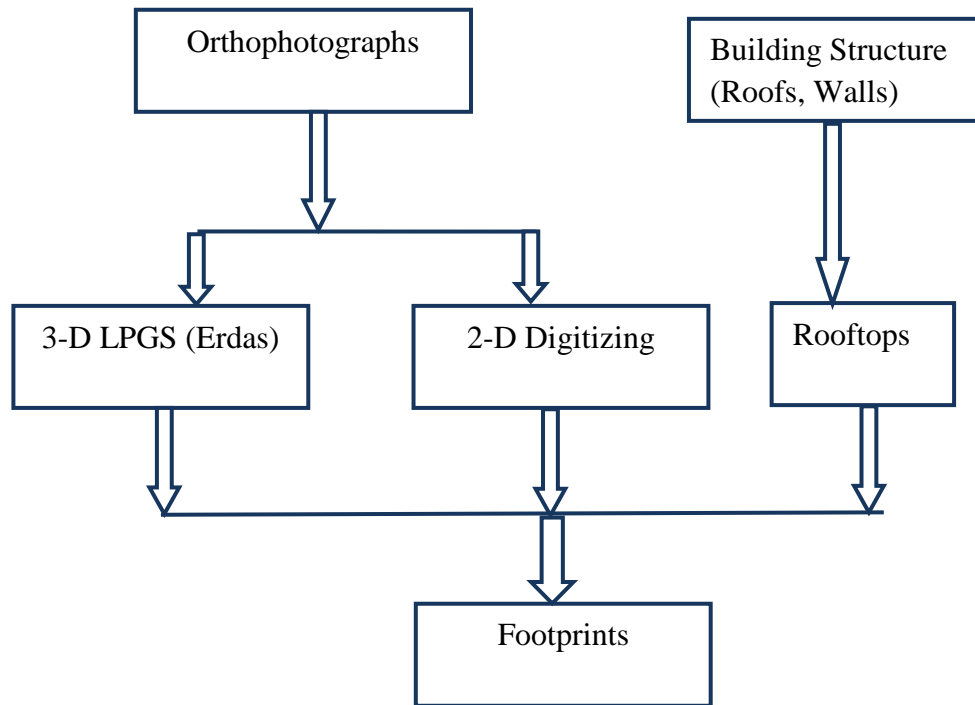 Orthophotographs
Building Structure
(Roofs, Walls)
3-D LPGS (Erdas)
2-D Digitizing
Rooftops
Footprints